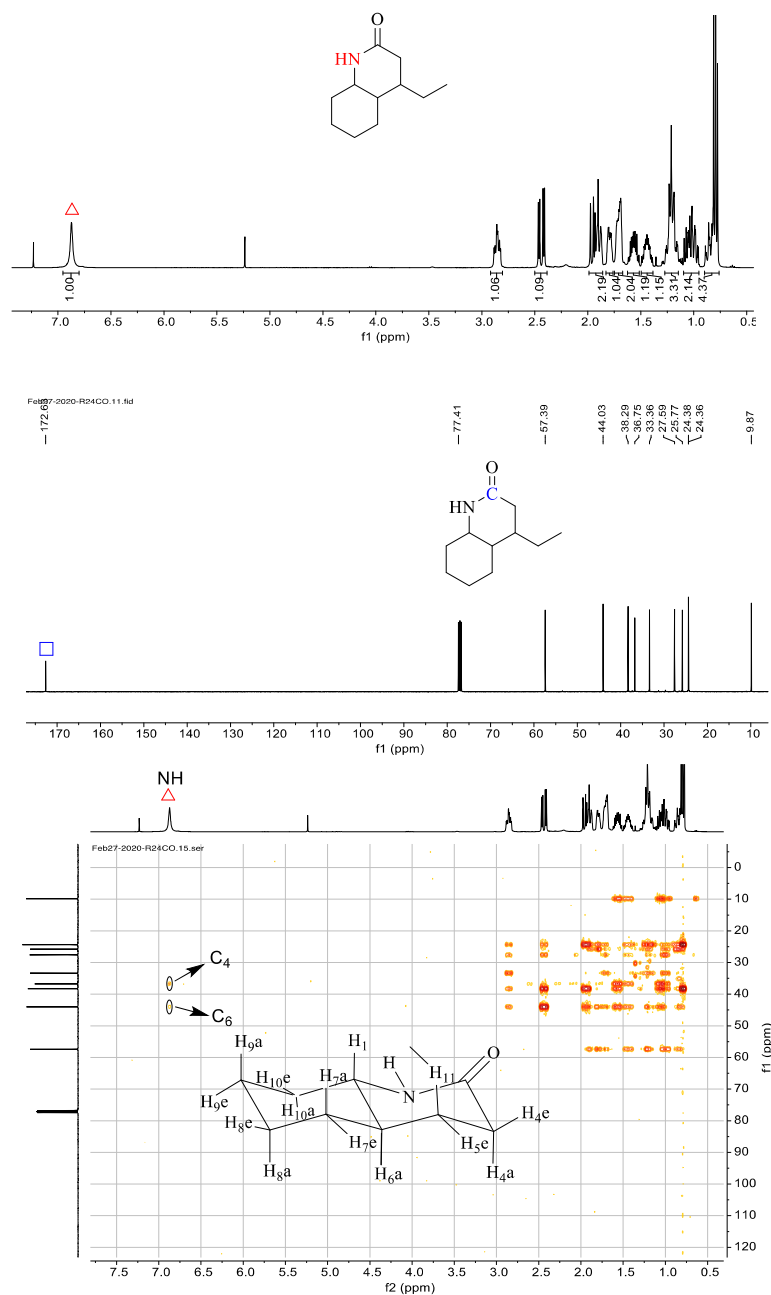 O
HN
△
1.00
1.06
1.09
2.19
1.04
2.04
1.19
1.15
3.31
2.14
4.37
7.0 6.5 6.0 5.5 5.0 4.5 4.0 3.5 3.0 2.5 2.0 1.5 1.0 0.5
f1 (ppm)
Feb27-2020-R24CO.11.fid
77.41
57.39
44.03
38.29
36.75
33.36
27.59
25.77
24.38
24.36
9.87
O
C
HN
170 160 150 140 130 120 110 100 90 80 70 60 50 40 30 20 10
f1 (ppm)
NH
△
Feb27-2020-R24CO.15.ser
C4
C6
H9a
H1
H
O
H10e
H7a
H11
N
H9e
H10a
H4e
H8e
H7e
H5e
H8a
H6a
H4a
0
10
20
30
40
50
60
70
80
90
100
110
120
f1 (ppm)
7.5 7.0 6.5 6.0 5.5 5.0 4.5 4.0 3.5 3.0 2.5 2.0 1.5 1.0 0.5
f2 (ppm)